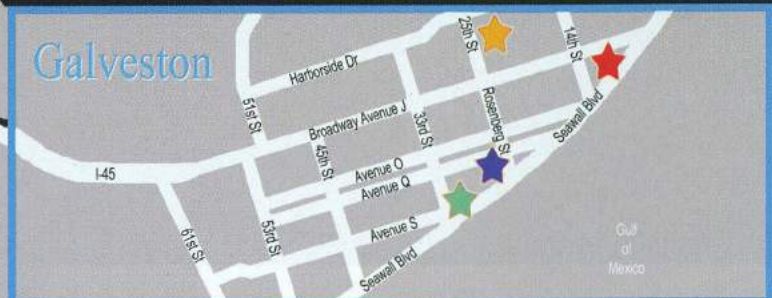 Galveston
25th St
14th St
Harborside Dr
51st St
Broadway Avenue J
33rd St
Rosenberg St
Seawall Blvd
45th St
Avenue O
I-45
Avenue Q
61st St
53rd St
Avenue S
Seawall Blvd
Gulf
of
Mexico